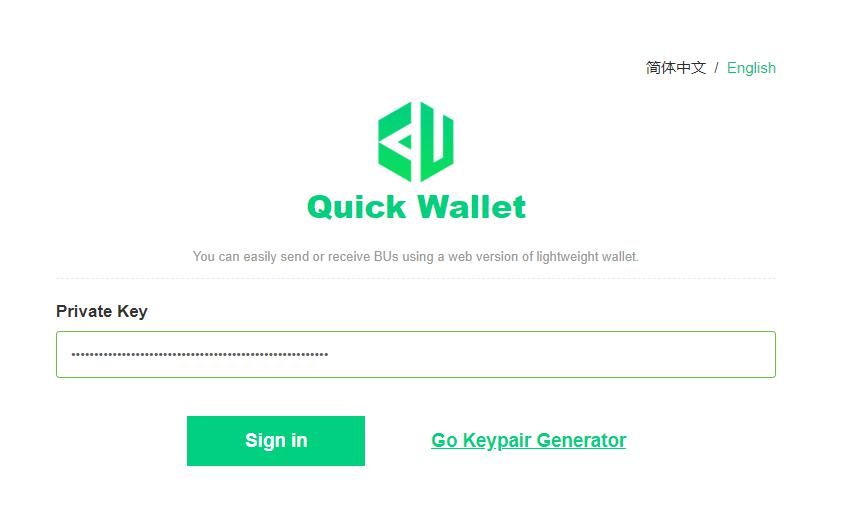 简体中文 / English
Quick Wallet
You can easily send or receive BUs using a web version of lightweight wallet.
Private Key
Sign in
Go Keypair Generator